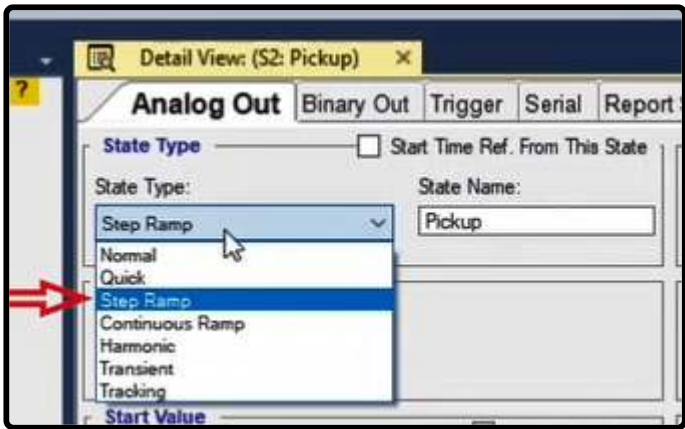 Detail View: (S2: Pickup) ×
?
Analog Out Binary Out Trigger Serial Report
State Type Start Time Ref. From This State
State Type: State Name:
Step Ramp Pickup
Normal
Quick
Step Ramp
Continuous Ramp
Harmonic
Transient
Tracking
Start Value